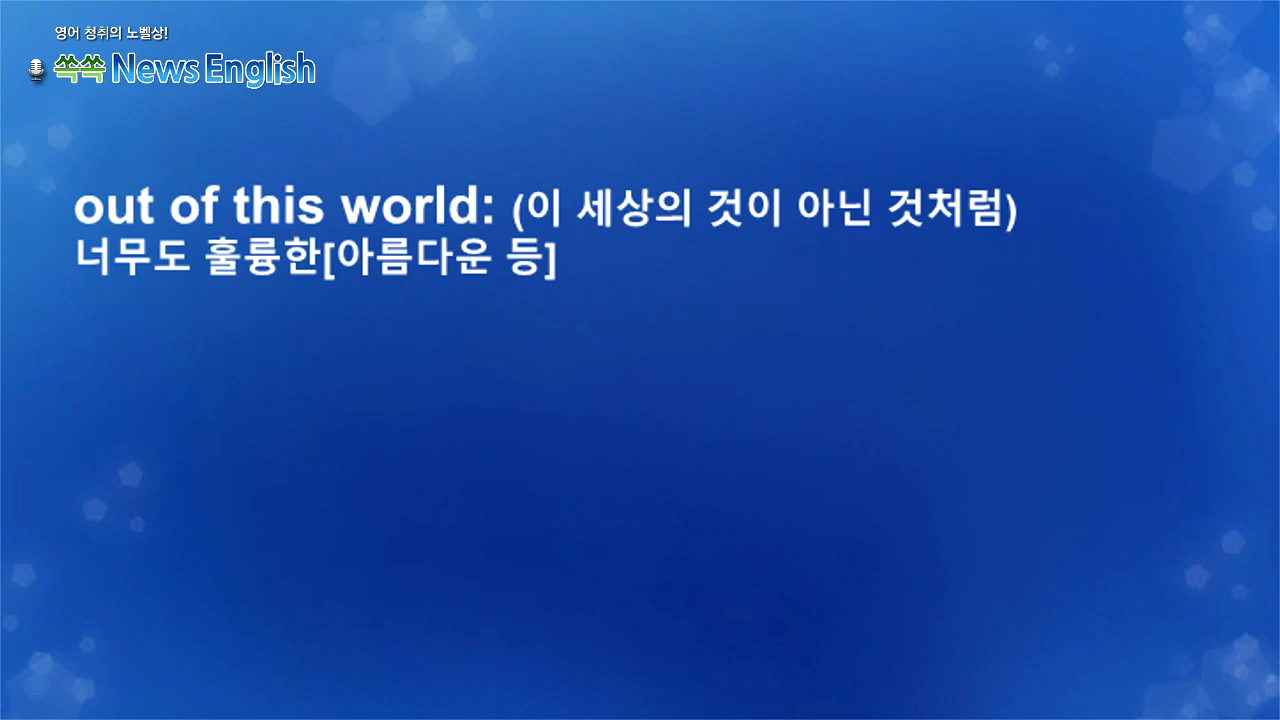 영어 청취의 노벨상!
쏙쏙 News English
out of this world: (이 세상의 것이 아닌 것처럼)
너무도 훌륭한[아름다운 등]